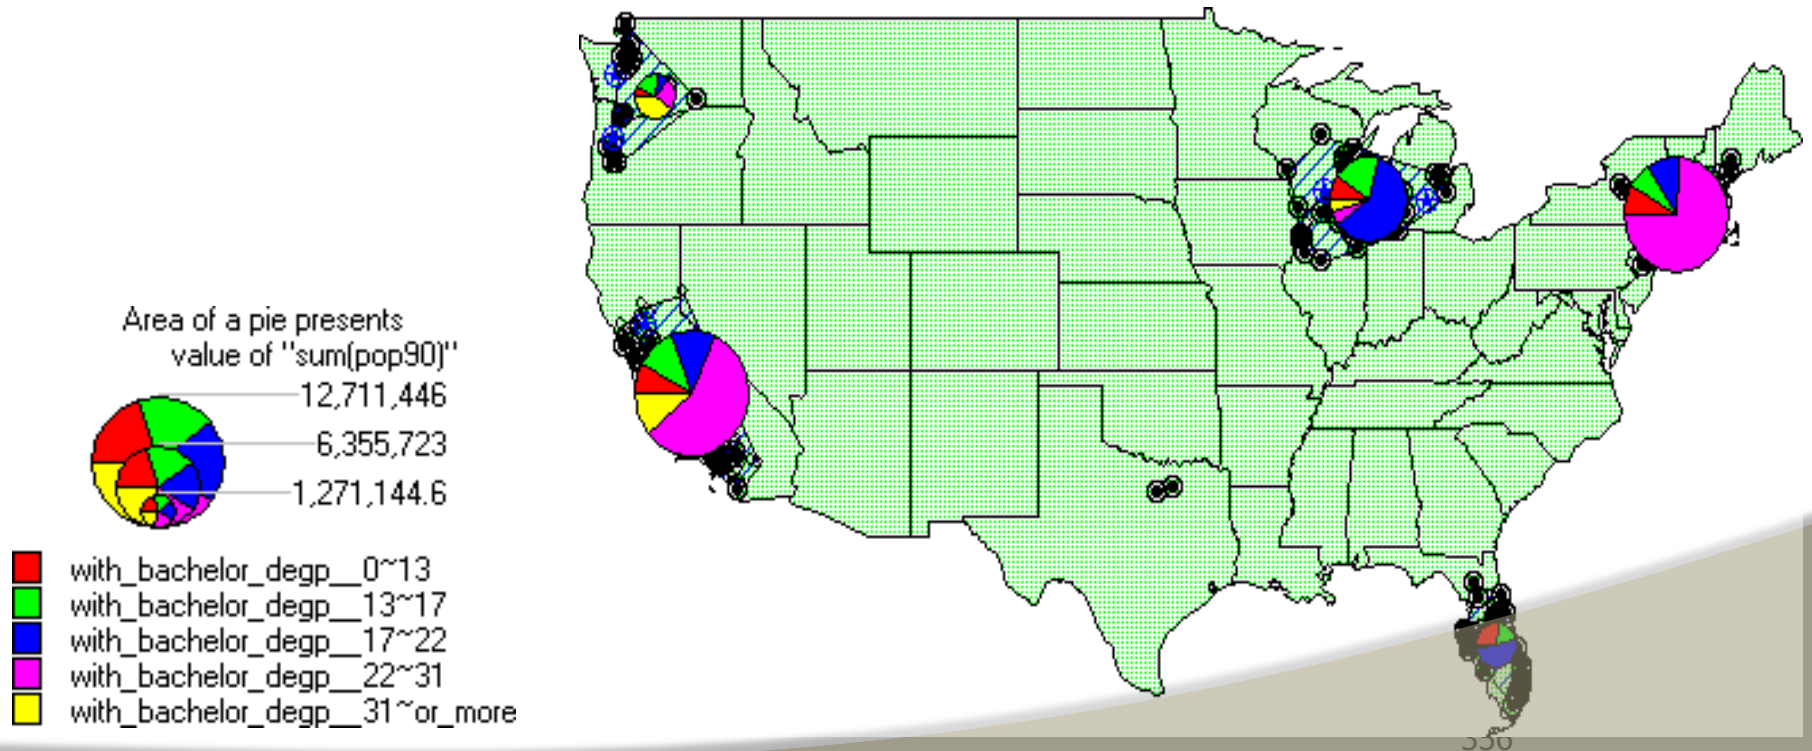 Area of a pie presents
value of "sum(pop90)"
12,711,446
6,355,723
1,271,144.6
with_bachelor_degp__0~13
with_bachelor_degp__13~17
with_bachelor_degp__17~22
with_bachelor_degp__22~31
with_bachelor_degp__31~or_more